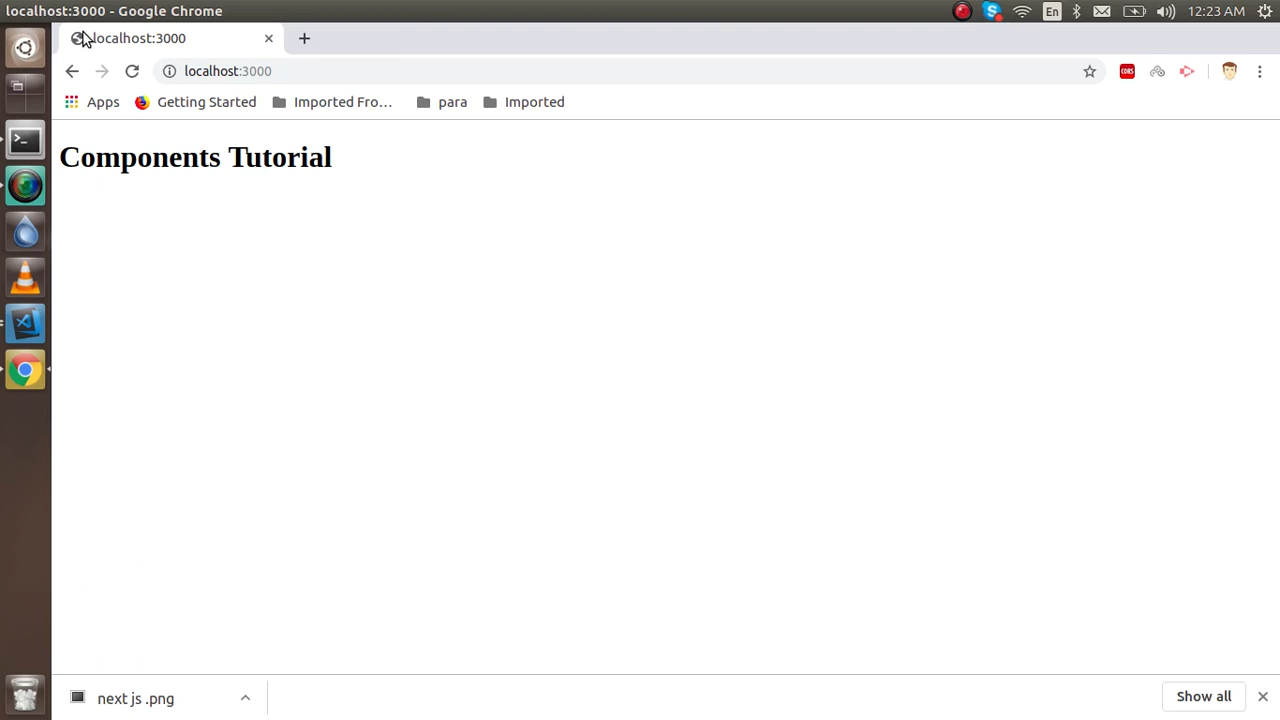 localhost:3000 - Google Chrome
En
12:23 AM
localhost:3000
localhost:3000
CORS
Apps
Getting Started
Imported Fro...
para
Imported
Components Tutorial
next js .png
Show all